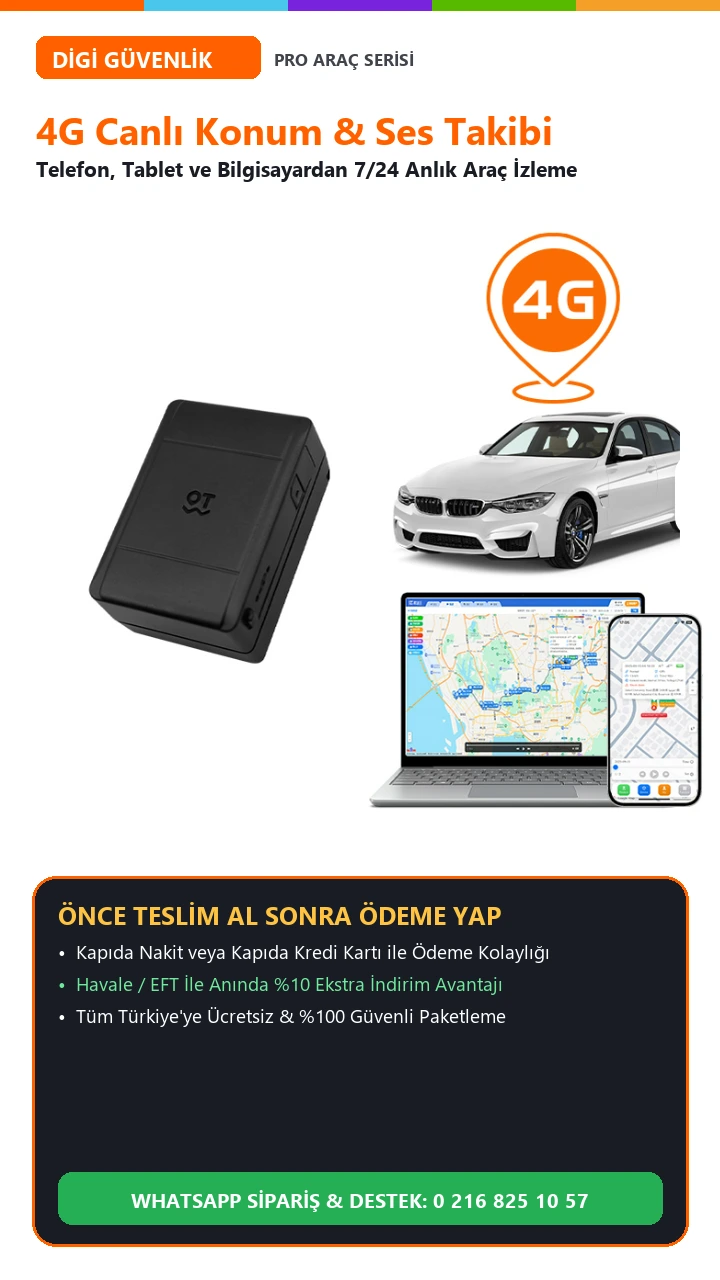 DİGİ GÜVENLİK
PRO ARAÇ SERİSİ
4G Canlı Konum & Ses Takibi
Telefon, Tablet ve Bilgisayardan 7/24 Anlık Araç İzleme
4G
ÖNCE TESLİM AL SONRA ÖDEME YAP
• Kapıda Nakit veya Kapıda Kredi Kartı ile Ödeme Kolaylığı
• Havale / EFT İle Anında %10 Ekstra İndirim Avantajı
• Tüm Türkiye'ye Ücretsiz & %100 Güvenli Paketleme
WHATSAPP SİPARİŞ & DESTEK: 0 216 825 10 57